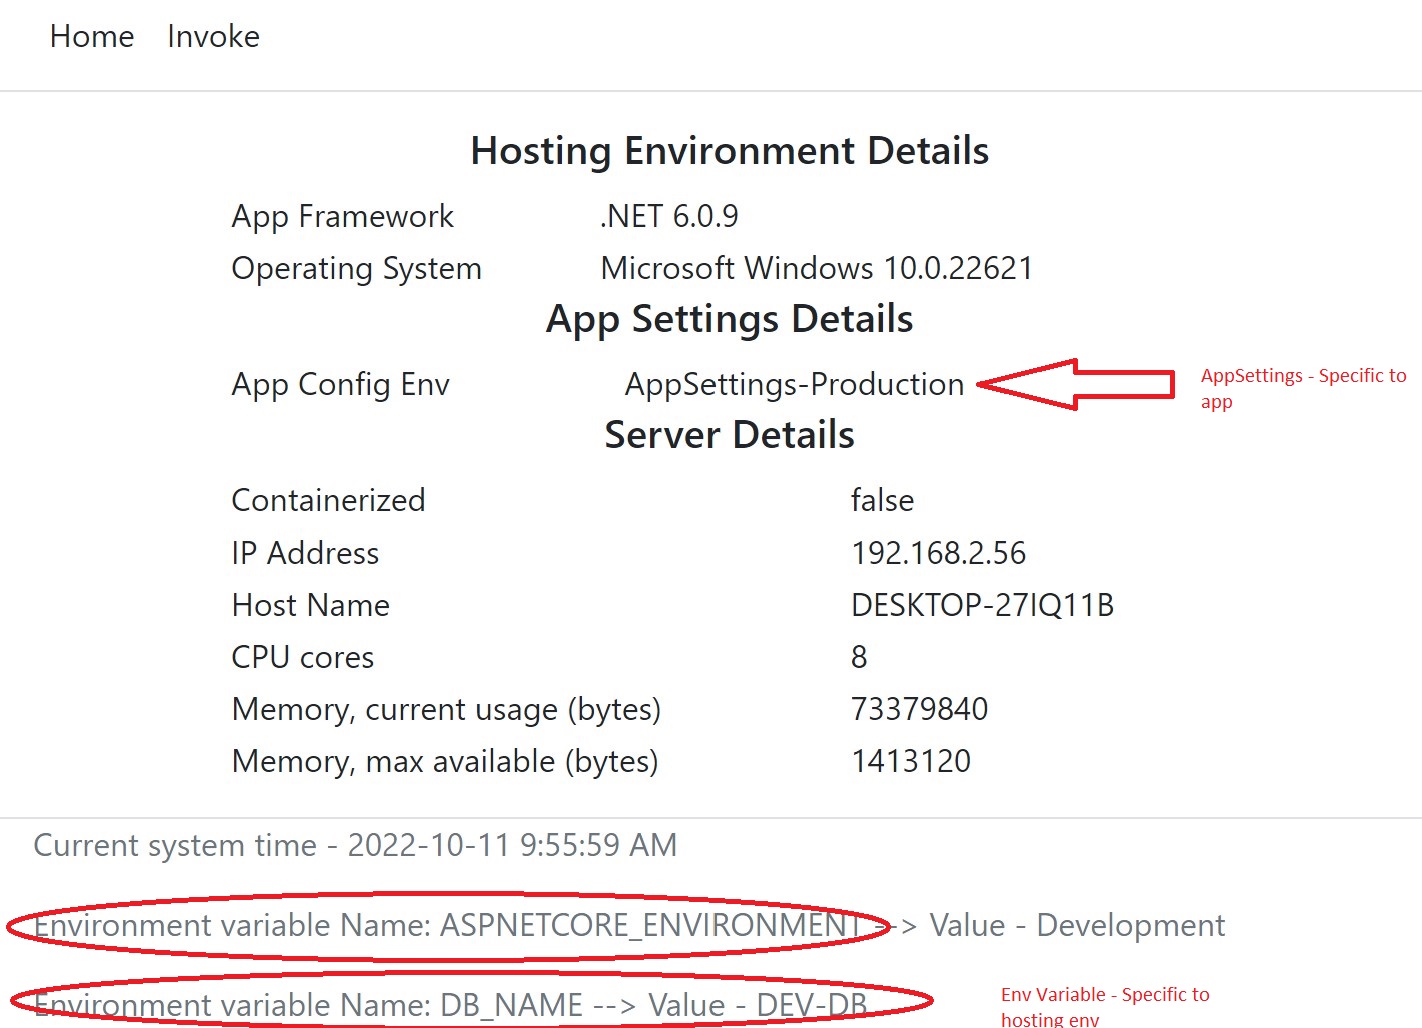 Home Invoke
Hosting Environment Details
App Framework .NET 6.0.9
Operating System Microsoft Windows 10.0.22621
App Settings Details
App Config Env AppSettings-Production
AppSettings - Specific to
app
Server Details
Containerized false
IP Address 192.168.2.56
Host Name DESKTOP-27IQ11B
CPU cores 8
Memory, current usage (bytes) 73379840
Memory, max available (bytes) 1413120
Current system time - 2022-10-11 9:55:59 AM
Environment variable Name: ASPNETCORE_ENVIRONMENT --> Value - Development
Environment variable Name: DB_NAME --> Value - DEV-DB
Env Variable - Specific to
hosting env